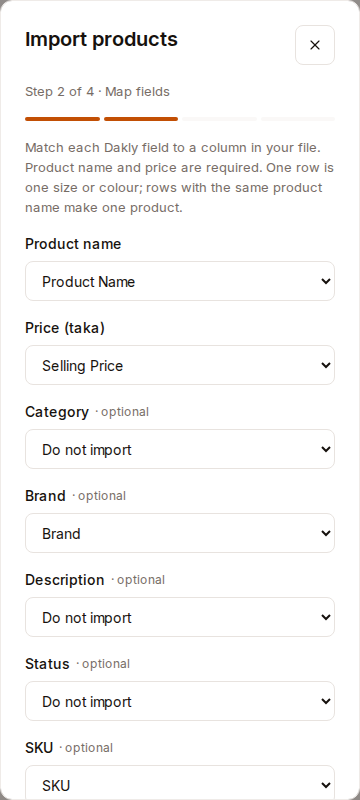 Import products
Step 2 of 4 · Map fields
Match each Dakly field to a column in your file.
Product name and price are required. One row is
one size or colour; rows with the same product
name make one product.
Product name
Product Name
Price (taka)
Selling Price
Category · optional
Do not import
Brand · optional
Brand
Description · optional
Do not import
Status · optional
Do not import
SKU · optional
SKU